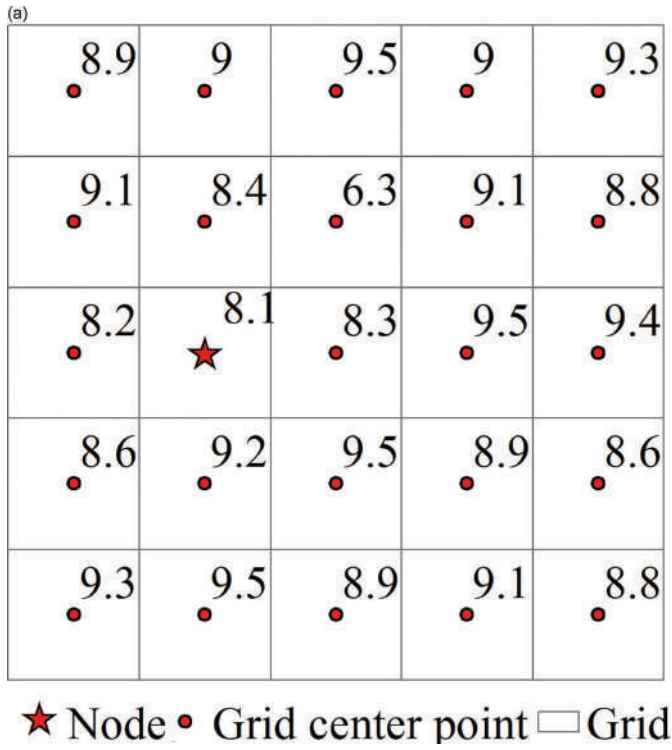 (a)
8.9 9 9.5 9 9.3
9.1 8.4 6.3 9.1 8.8
8.2 8.1 8.3 9.5 9.4
8.6 9.2 9.5 8.9 8.6
9.3 9.5 8.9 9.1 8.8
Node Grid center point Grid